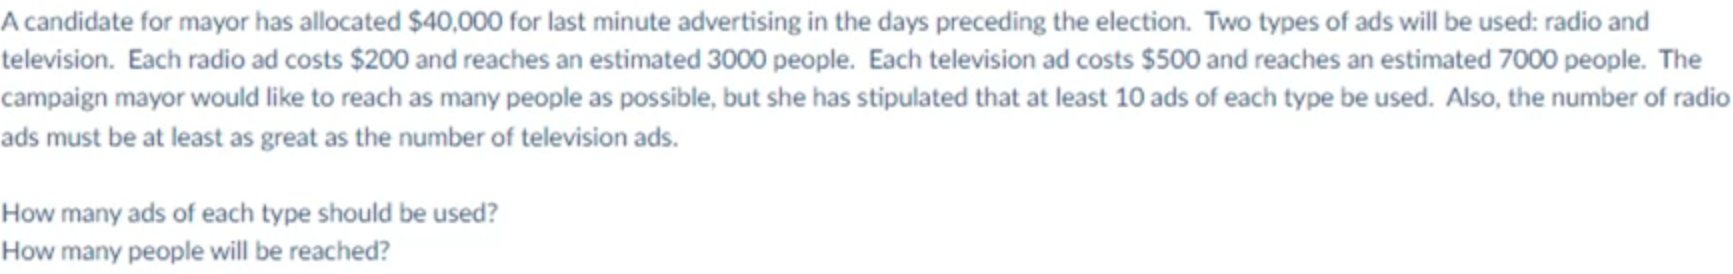 A candidate for mayor has allocated $40,000 for last minute advertising in the days preceding the election. Two types of ads will be used: radio and
television. Each radio ad costs $200 and reaches an estimated 3000 people. Each television ad costs $500 and reaches an estimated 7000 people. The
campaign mayor would like to reach as many people as possible, but she has stipulated that at least 10 ads of each type be used. Also, the number of radio
ads must be at least as great as the number of television ads.
How many ads of each type should be used?
How many people will be reached?